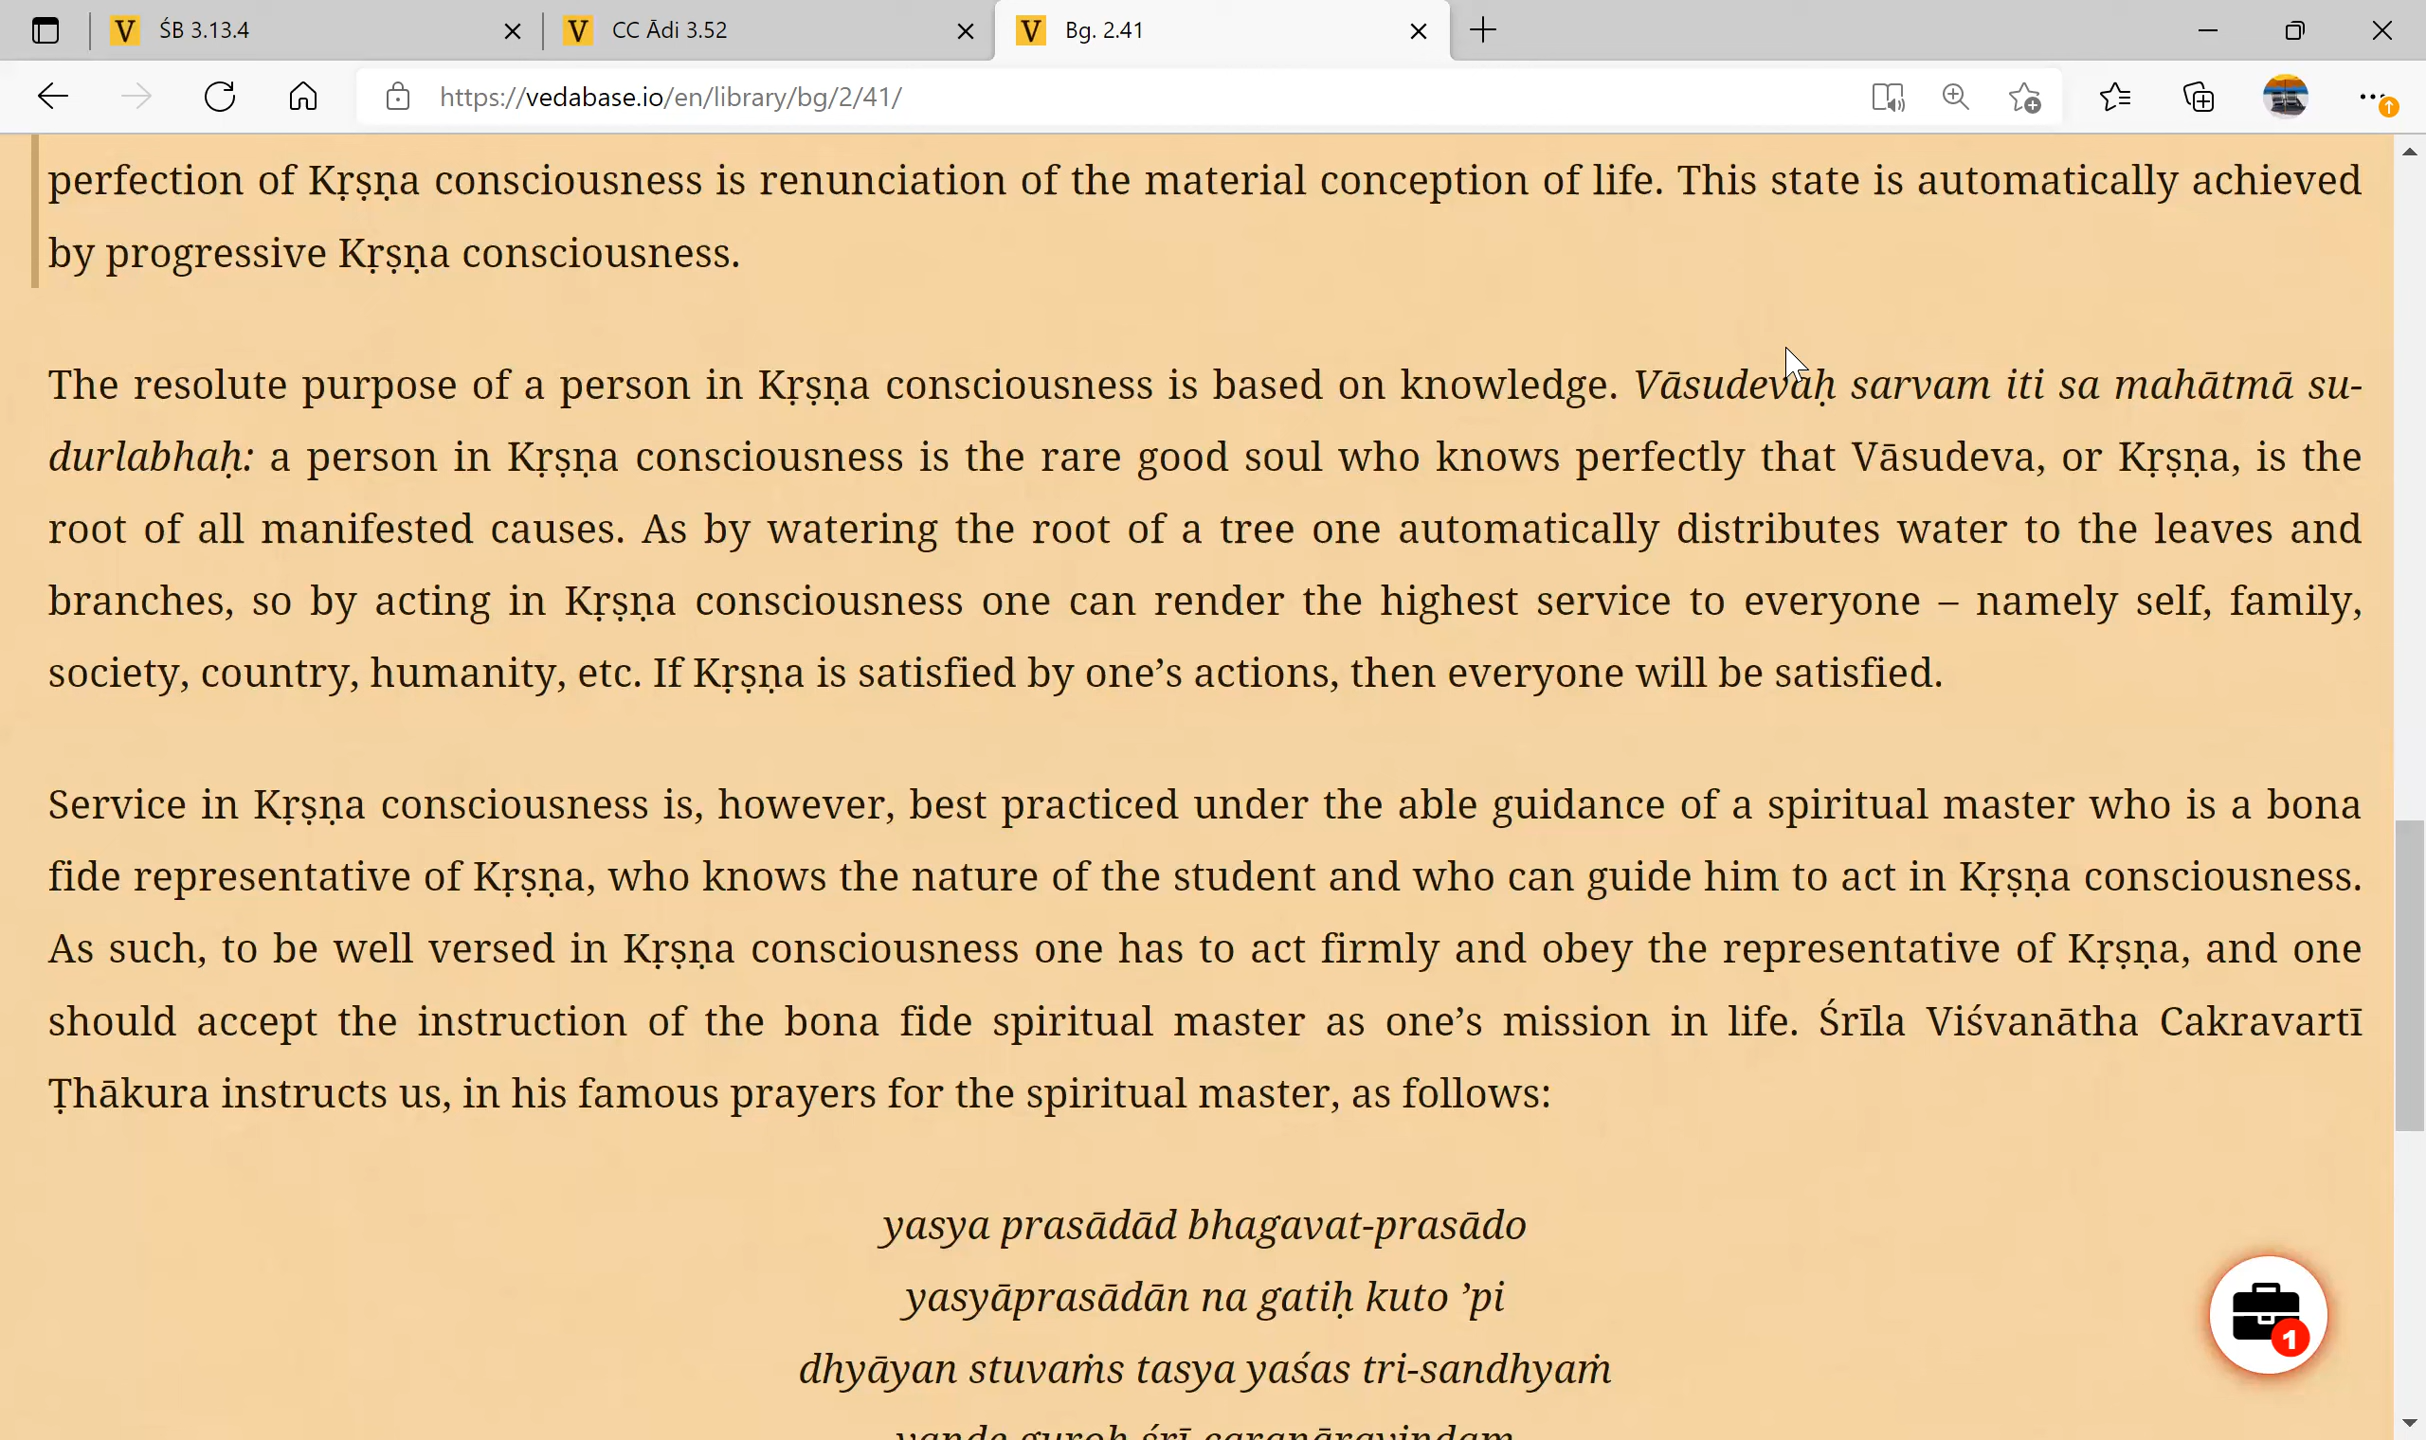 V ŚB 3.13.4
V CC Ādi 3.52
V Bg. 2.41
https://vedabase.io/en/library/bg/2/41/
perfection of Kṛṣṇa consciousness is renunciation of the material conception of life. This state is automatically achieved
by progressive Kṛṣṇa consciousness.
The resolute purpose of a person in Kṛṣṇa consciousness is based on knowledge. Vāsudevaḥ sarvam iti sa mahātmā su-
durlabhaḥ: a person in Kṛṣṇa consciousness is the rare good soul who knows perfectly that Vāsudeva, or Kṛṣṇa, is the
root of all manifested causes. As by watering the root of a tree one automatically distributes water to the leaves and
branches, so by acting in Kṛṣṇa consciousness one can render the highest service to everyone – namely self, family,
society, country, humanity, etc. If Kṛṣṇa is satisfied by one’s actions, then everyone will be satisfied.
Service in Kṛṣṇa consciousness is, however, best practiced under the able guidance of a spiritual master who is a bona
fide representative of Kṛṣṇa, who knows the nature of the student and who can guide him to act in Kṛṣṇa consciousness.
As such, to be well versed in Kṛṣṇa consciousness one has to act firmly and obey the representative of Kṛṣṇa, and one
should accept the instruction of the bona fide spiritual master as one’s mission in life. Śrīla Viśvanātha Cakravartī
Ṭhākura instructs us, in his famous prayers for the spiritual master, as follows:
yasya prasādād bhagavat-prasādo
yasyāprasādān na gatiḥ kuto ’pi
dhyāyan stuvaṁs tasya yaśas tri-sandhyaṁ
vande guroḥ śrī-caraṇāravindam
1